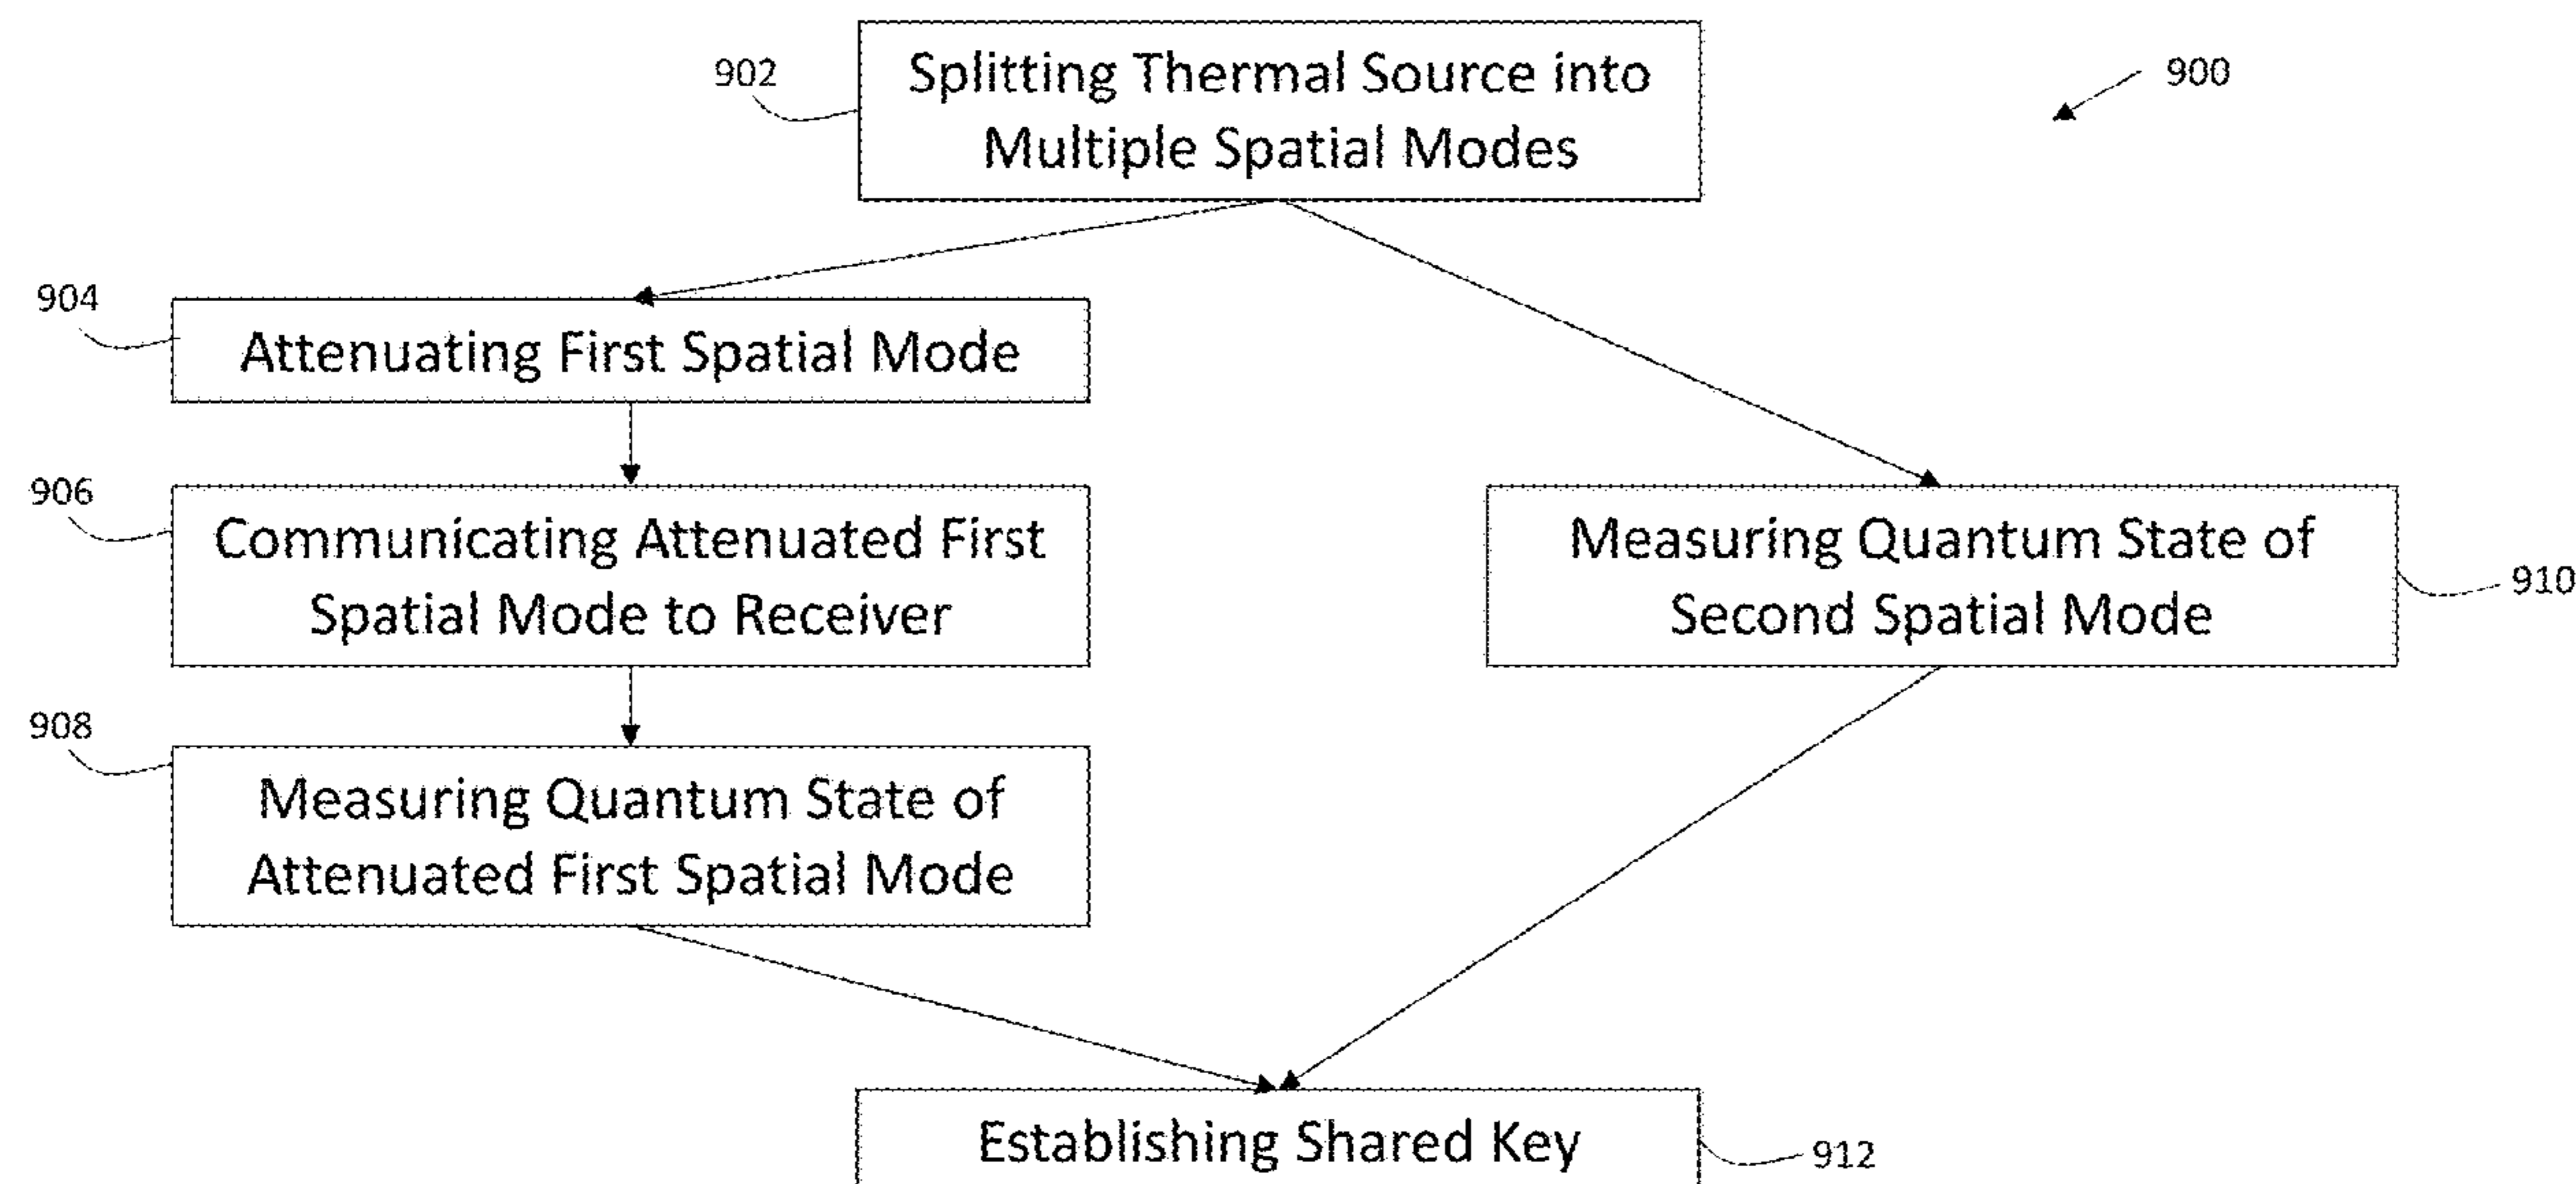 902
Splitting Thermal Source into
Multiple Spatial Modes
900
904
Attenuating First Spatial Mode
906
Communicating Attenuated First
Spatial Mode to Receiver
Measuring Quantum State of
Second Spatial Mode
910
908
Measuring Quantum State of
Attenuated First Spatial Mode
Establishing Shared Key
912